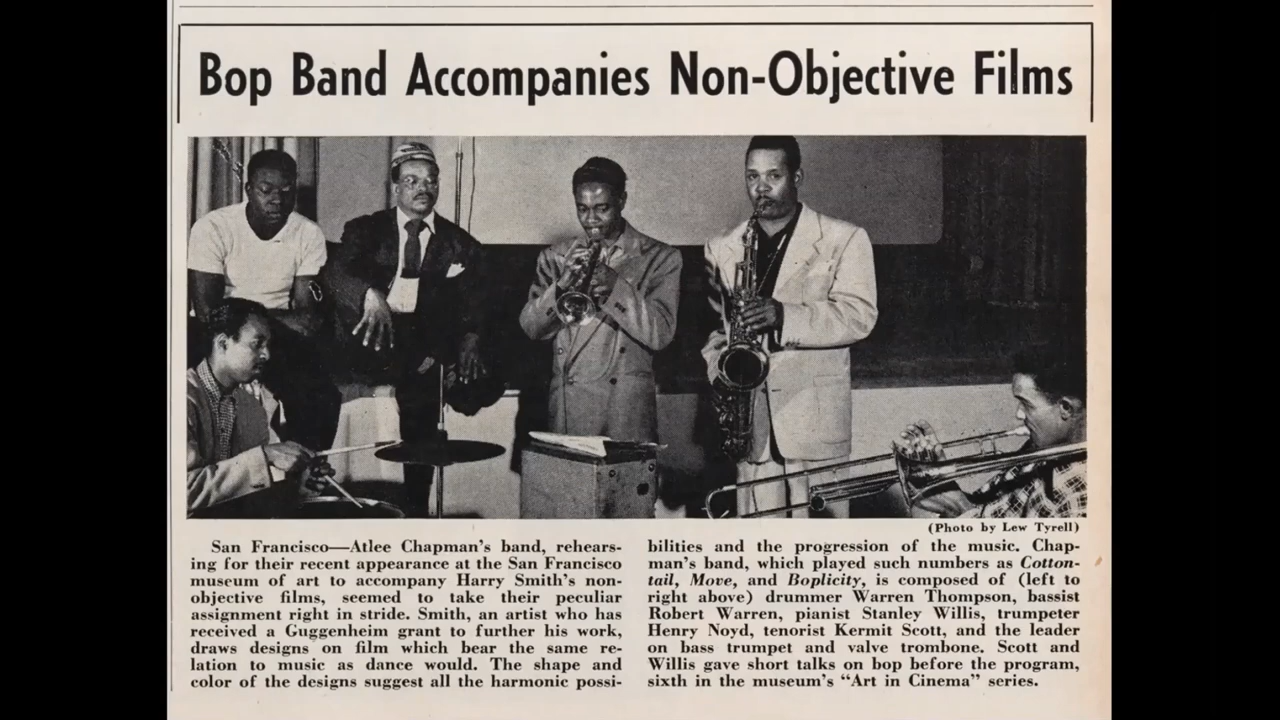 Bop Band Accompanies Non-Objective Films
(Photo by Lew Tyrell)
San Francisco—Atlee Chapman's band, rehears-
ing for their recent appearance at the San Francisco
museum of art to accompany Harry Smith's non-
objective films, seemed to take their peculiar
assignment right in stride. Smith, an artist who has
received a Guggenheim grant to further his work,
draws designs on film which bear the same re-
lation to music as dance would. The shape and
color of the designs suggest all the harmonic possi-
bilities and the progression of the music. Chap-
man's band, which played such numbers as Cotton-
tail, Move, and Boplicity, is composed of (left to
right above) drummer Warren Thompson, bassist
Robert Warren, pianist Stanley Willis, trumpeter
Henry Noyd, tenorist Kermit Scott, and the leader
on bass trumpet and valve trombone. Scott and
Willis gave short talks on bop before the program,
sixth in the museum's "Art in Cinema" series.